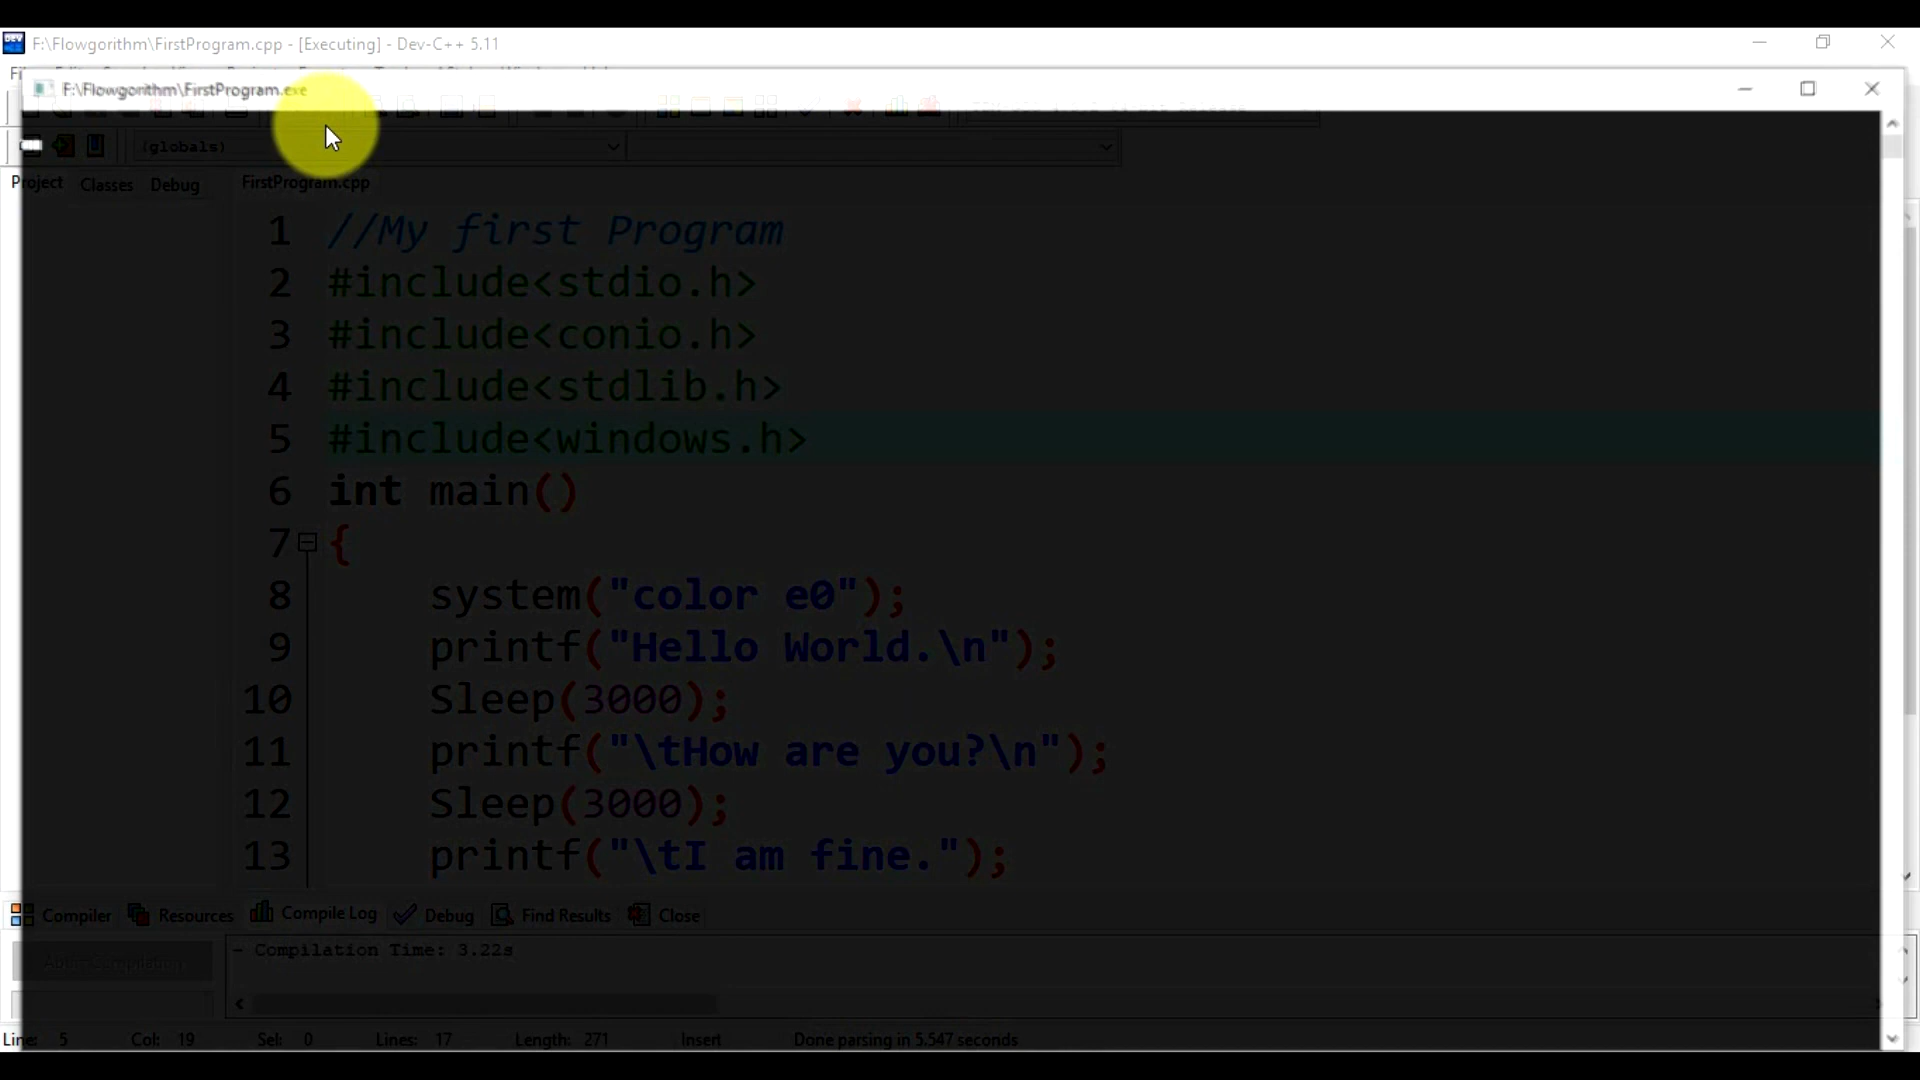 F:\Flowgorithm\FirstProgram.cpp - [Executing] - Dev-C++ 5.11
F:\Flowgorithm\FirstProgram.exe
(globals)
Project Classes Debug FirstProgram.cpp
1 //My first Program
2 #include<stdio.h>
3 #include<conio.h>
4 #include<stdlib.h>
5 #include<windows.h>
6 int main()
7 {
8 system("color e0");
9 printf("Hello World.\n");
10 Sleep(3000);
11 printf("\tHow are you?\n");
12 Sleep(3000);
13 printf("\tI am fine.");
Compiler Resources Compile Log Debug Find Results Close
- Compilation Time: 3.22s
Line: 5 Col: 19 Sel: 0 Lines: 17 Length: 271 Insert Done parsing in 5.547 seconds